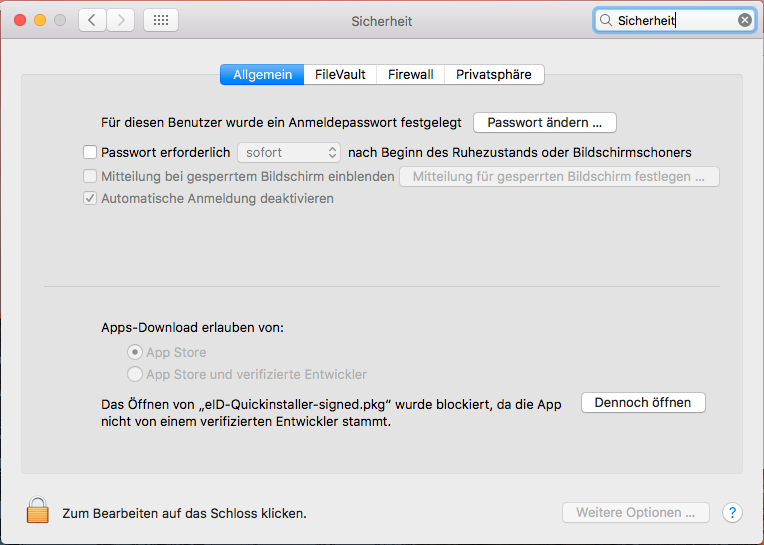 Sicherheit
Sicherheit
Allgemein FileVault Firewall Privatsphäre
Für diesen Benutzer wurde ein Anmeldepasswort festgelegt Passwort ändern ...
Passwort erforderlich sofort nach Beginn des Ruhezustands oder Bildschirmschoners
Mitteilung bei gesperrtem Bildschirm einblenden Mitteilung für gesperrten Bildschirm festlegen ...
Automatische Anmeldung deaktivieren
Apps-Download erlauben von:
App Store
App Store und verifizierte Entwickler
Das Öffnen von „eID-Quickinstaller-signed.pkg“ wurde blockiert, da die App Dennoch öffnen
nicht von einem verifizierten Entwickler stammt.
Zum Bearbeiten auf das Schloss klicken. Weitere Optionen ... ?